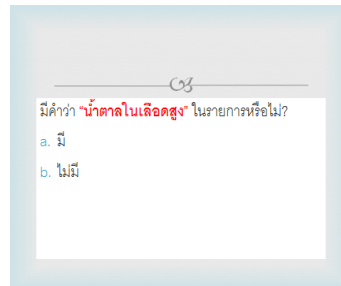 มีคำว่า "น้ำตาลในเลือดสูง" ในรายการหรือไม่?
a. มี
b. ไม่มี